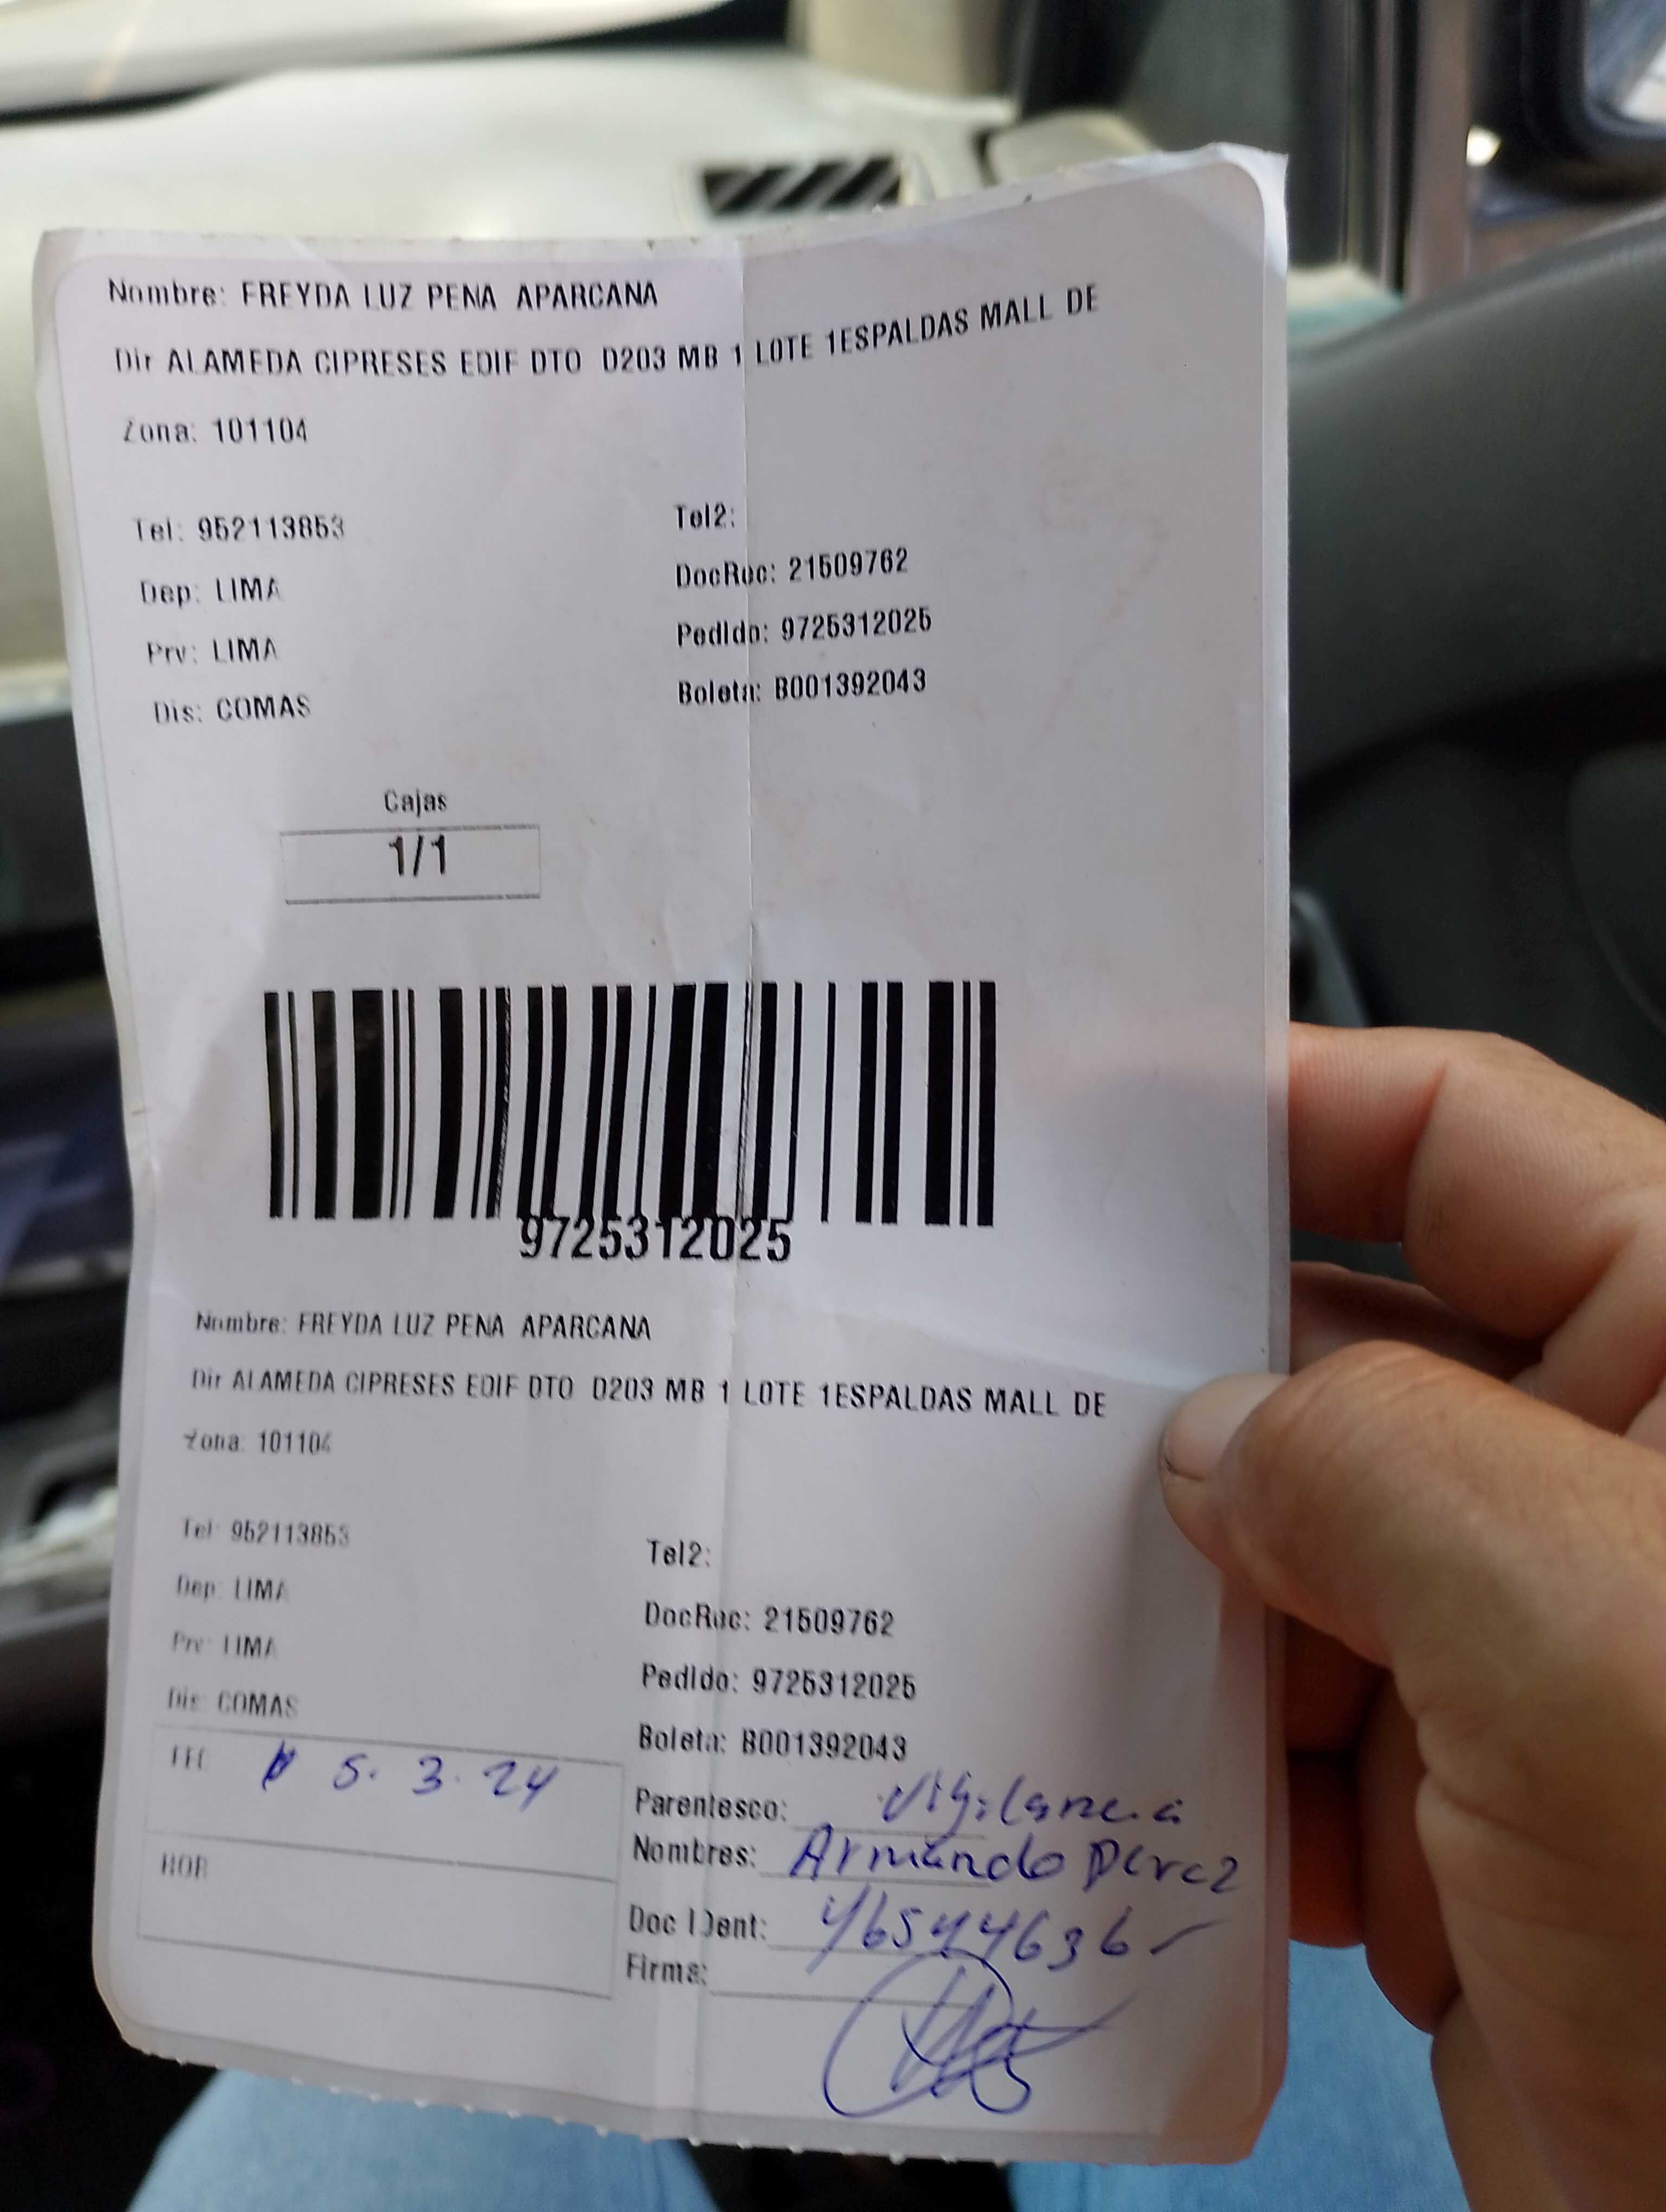 Nombre: FREYDA LUZ PENA APARCANA
Dir ALAMEDA CIPRESES EDIF DTO D203 MB 1 LOTE 1ESPALDAS MALL DE
Zona: 101104
Tel: 952113853
Tel2:
Dep: LIMA
DocRec: 21509762
Prv: LIMA
Pedido: 9725312025
Dis: COMAS
Boleta: B001392043
Cajas
1/1
9725312025
Nombre: FREYDA LUZ PENA APARCANA
Dir ALAMEDA CIPRESES EDIF DTO D203 MB 1 LOTE 1ESPALDAS MALL DE
Zona: 101104
Tel: 952113853
Tel2:
Dep: LIMA
DocRec: 21509762
Prv: LIMA
Pedido: 9725312025
Dis: COMAS
Boleta: B001392043
5. 3. 24
Parentesco: Vigilancia
Nombres: Armando Perez
HOR
Doc Ident: 46544636
Firma: